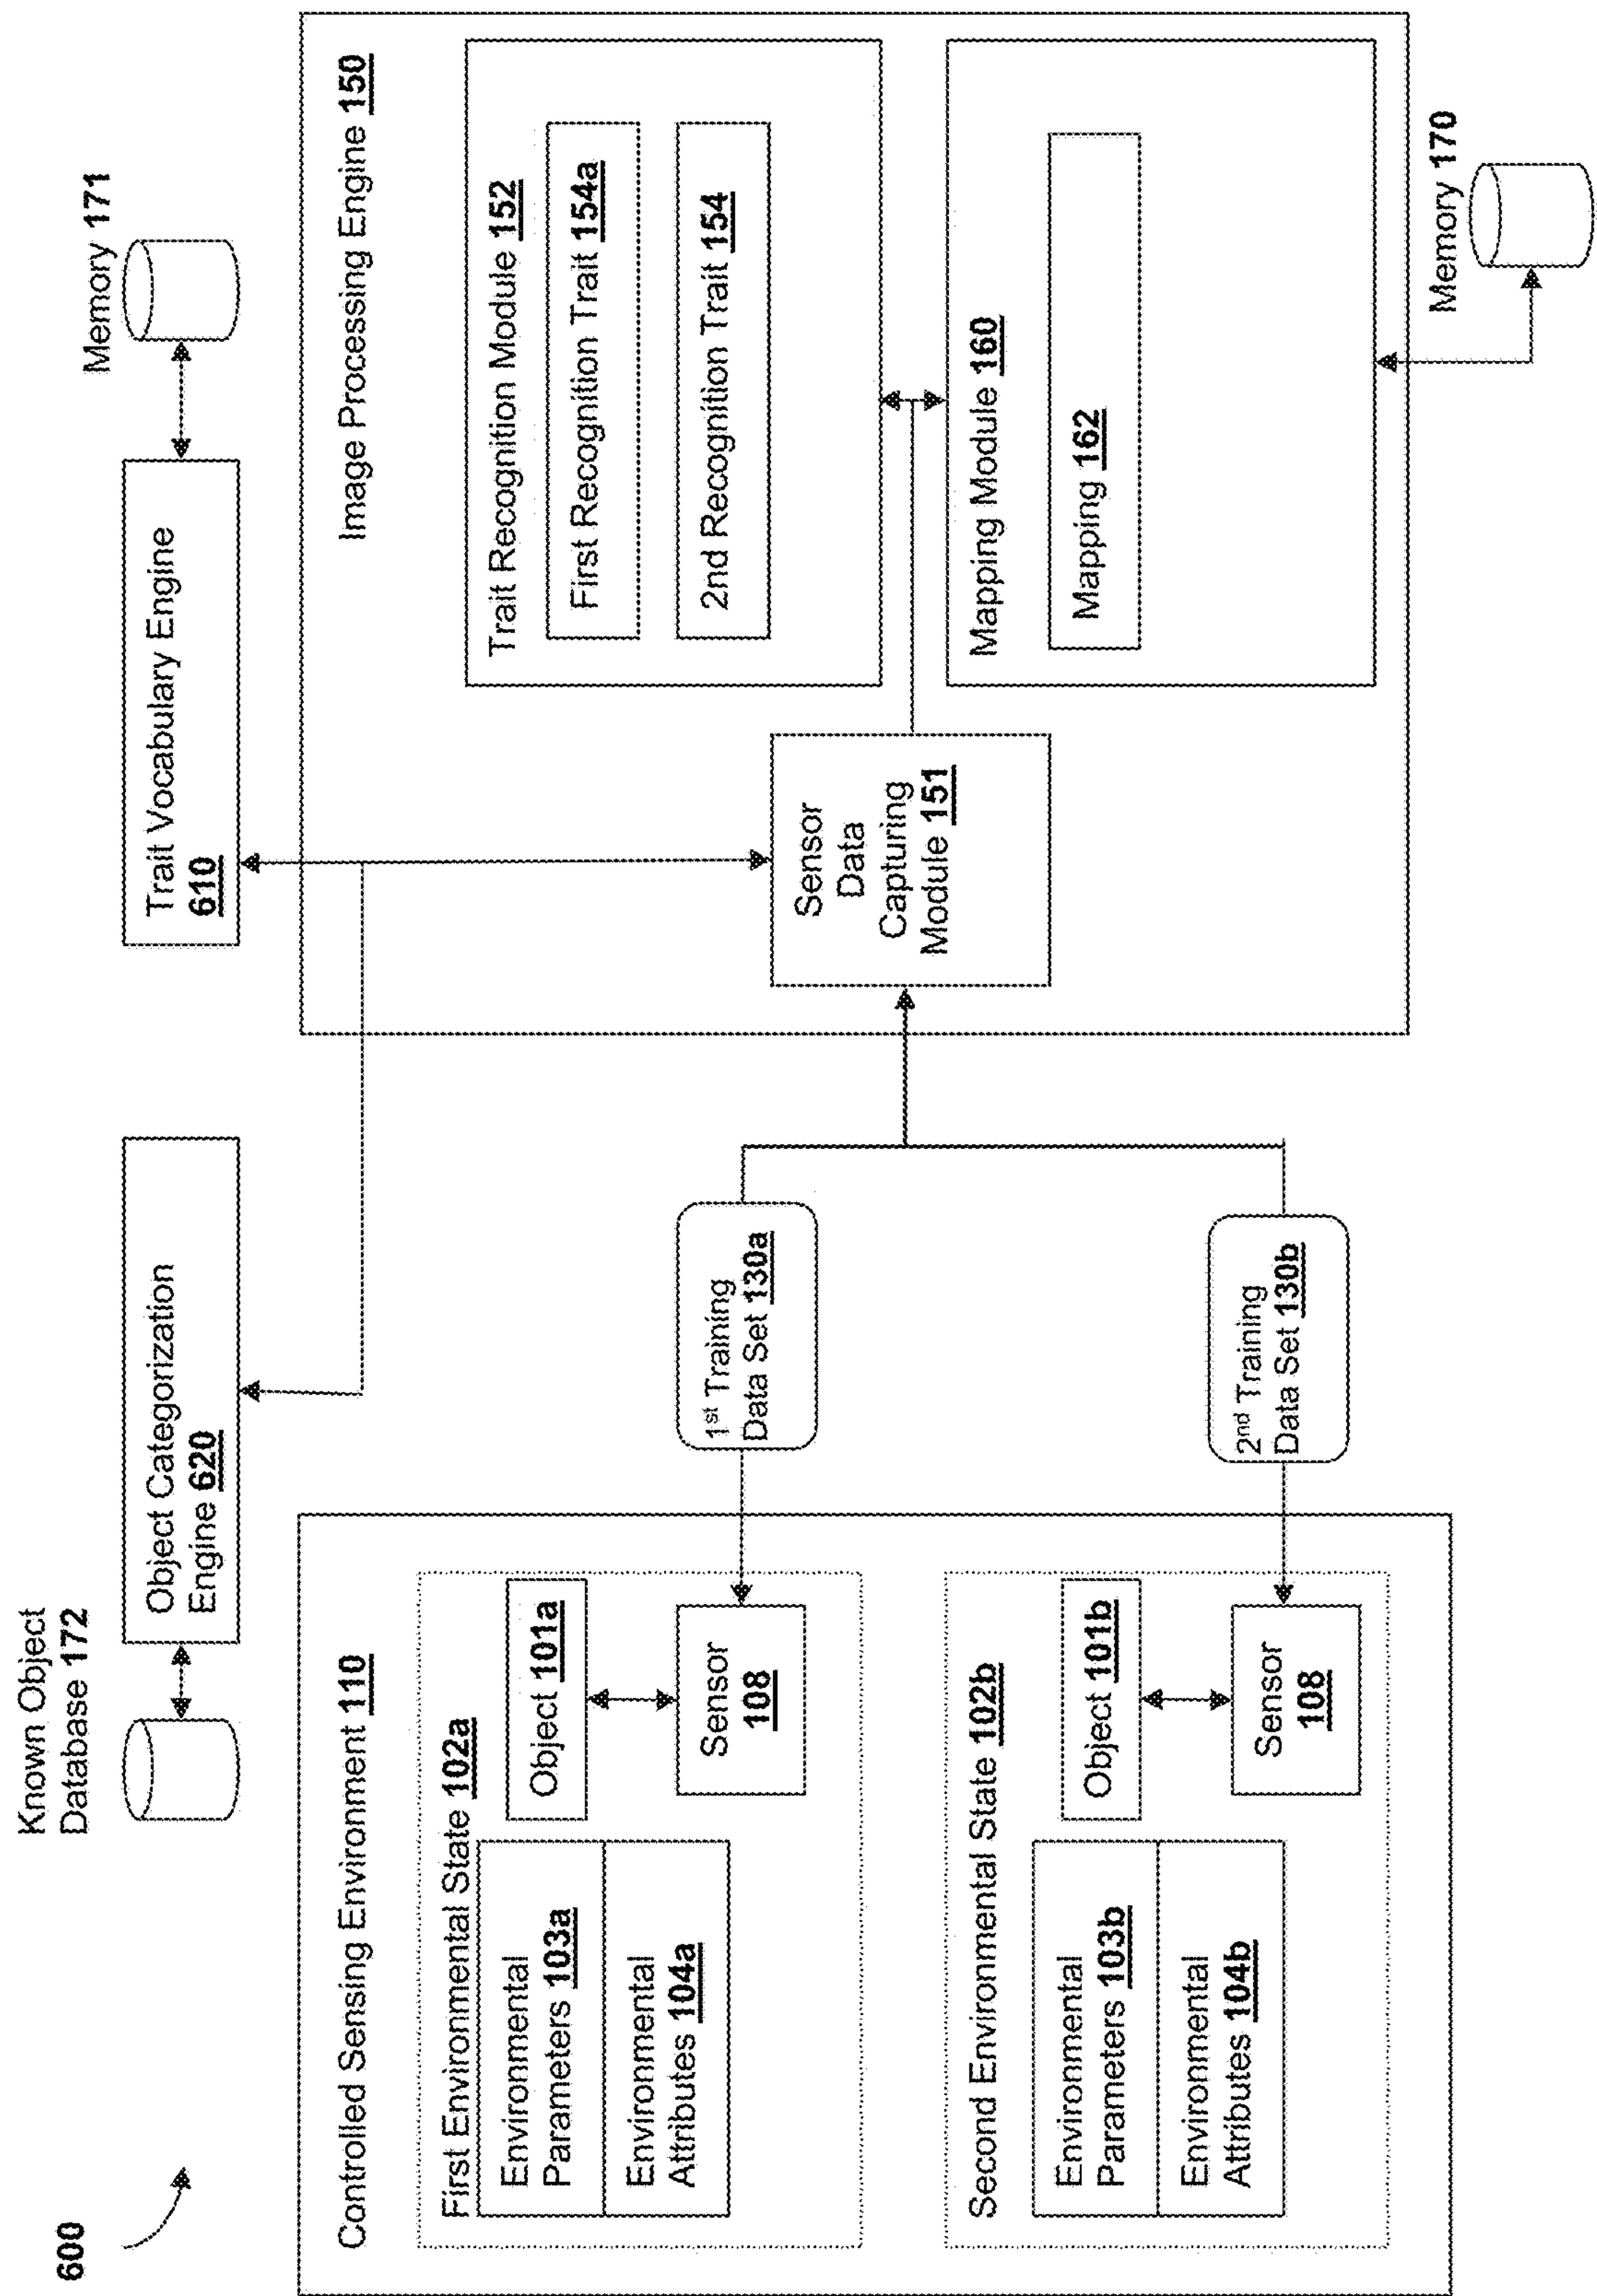 600
Known Object
Database 172
Object Categorization
Engine 620
Trait Vocabulary Engine
610
Memory 171
Controlled Sensing Environment 110
First Environmental State 102a
Environmental
Parameters 103a
Environmental
Attributes 104a
Object 101a
Sensor
108
Second Environmental State 102b
Environmental
Parameters 103b
Environmental
Attributes 104b
Object 101b
Sensor
108
1st Training
Data Set 130a
2nd Training
Data Set 130b
Image Processing Engine 150
Sensor
Data
Capturing
Module 151
Trait Recognition Module 152
First Recognition Trait 154a
2nd Recognition Trait 154
Mapping Module 160
Mapping 162
Memory 170